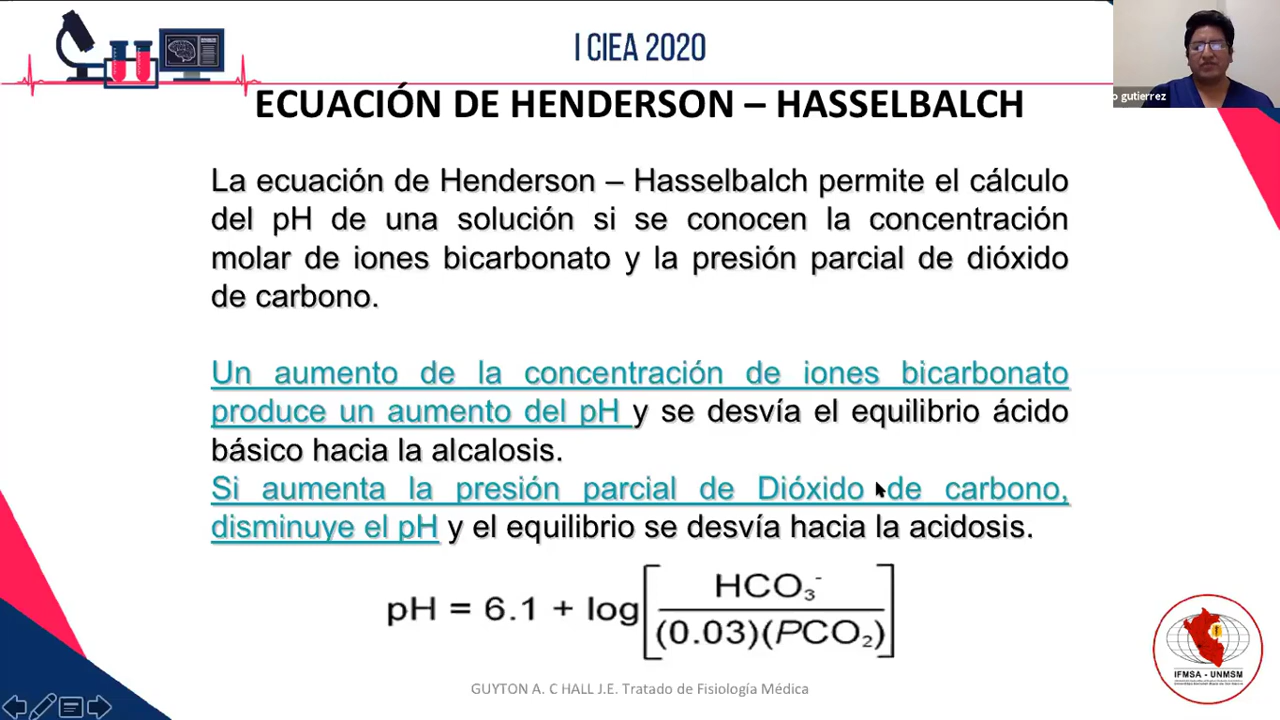 I CIEA 2020
ECUACIÓN DE HENDERSON – HASSELBALCH
o gutierrez
La ecuación de Henderson – Hasselbalch permite el cálculo
del pH de una solución si se conocen la concentración
molar de iones bicarbonato y la presión parcial de dióxido
de carbono.
Un aumento de la concentración de iones bicarbonato
produce un aumento del pH y se desvía el equilibrio ácido
básico hacia la alcalosis.
Si aumenta la presión parcial de Dióxido de carbono,
disminuye el pH y el equilibrio se desvía hacia la acidosis.
pH = 6.1 + log[HCO₃⁻ / (0.03)(PCO₂)]
GUYTON A. C HALL J.E. Tratado de Fisiología Médica
IFMSA - UNMSM